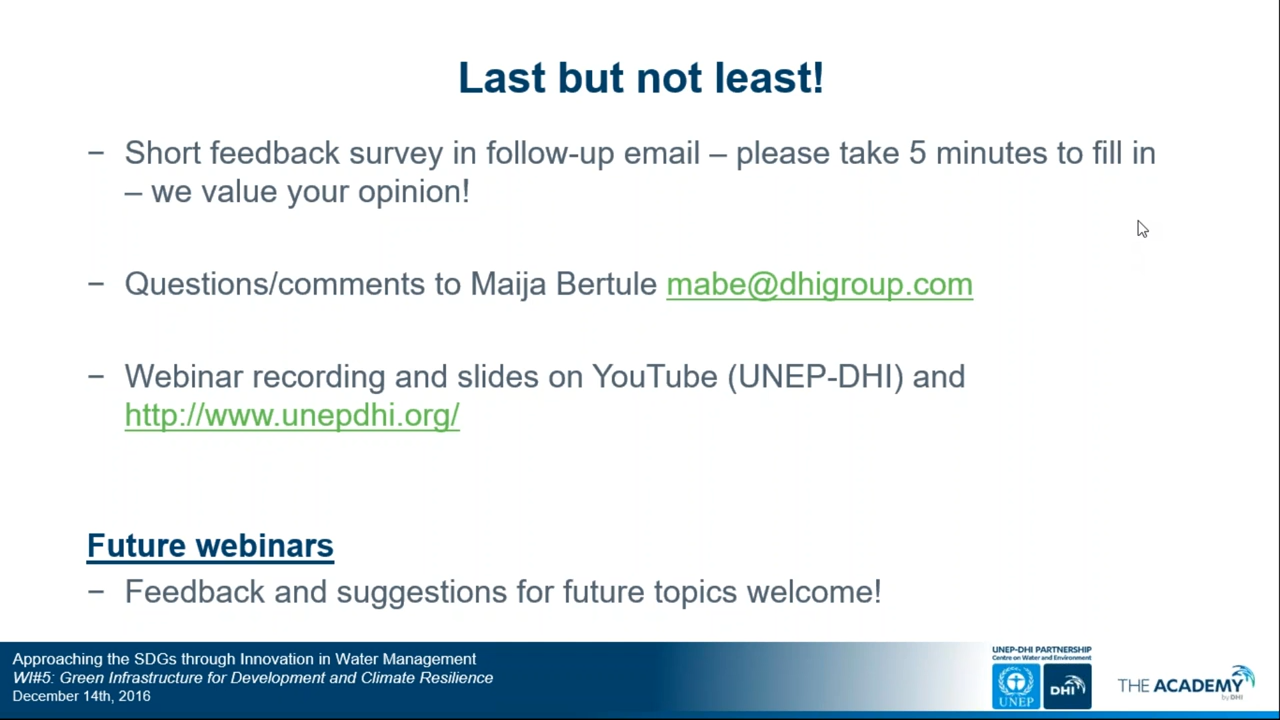 Last but not least!
− Short feedback survey in follow-up email – please take 5 minutes to fill in
– we value your opinion!
− Questions/comments to Maija Bertule mabe@dhigroup.com
− Webinar recording and slides on YouTube (UNEP-DHI) and
http://www.unepdhi.org/
Future webinars
− Feedback and suggestions for future topics welcome!
Approaching the SDGs through Innovation in Water Management
WI#5: Green Infrastructure for Development and Climate Resilience
December 14th, 2016
UNEP-DHI PARTNERSHIP
Centre on Water and Environment
UNEP
DHI
THE ACADEMY
by DHI